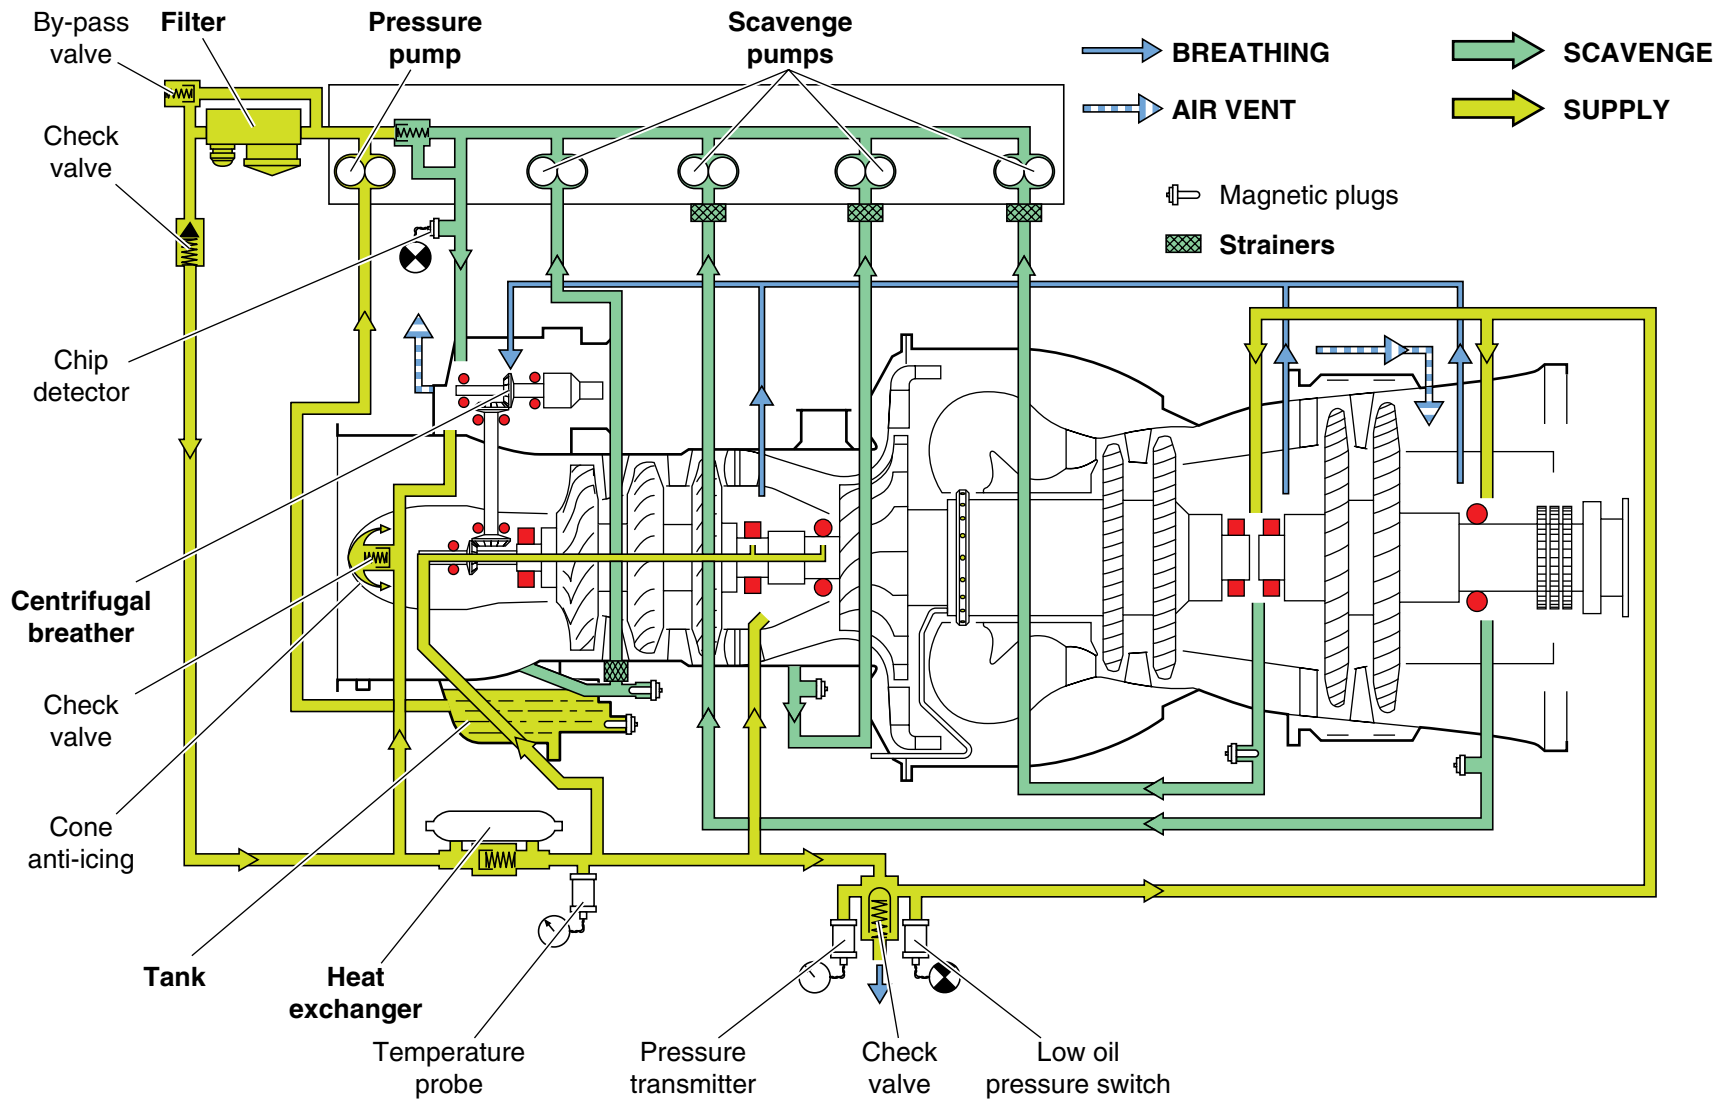 By-pass
valve
Filter
Pressure
pump
Scavenge
pumps
BREATHING
SCAVENGE
AIR VENT
SUPPLY
Check
valve
Magnetic plugs
Strainers
Chip
detector
Centrifugal
breather
Check
valve
Cone
anti-icing
Tank
Heat
exchanger
Temperature
probe
Pressure
transmitter
Check
valve
Low oil
pressure switch